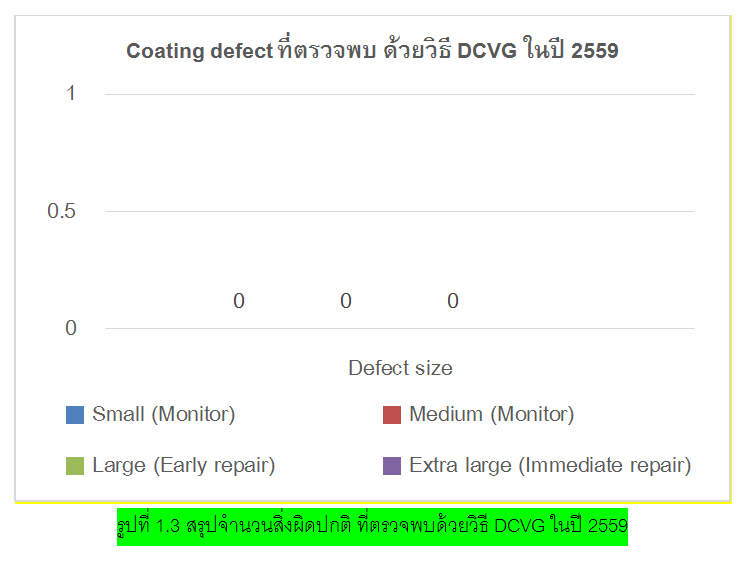 Coating defect ที่ตรวจพบ ด้วยวิธี DCVG ในปี 2559
1
0.5
0 0 0
0
Defect size
Small (Monitor) Medium (Monitor)
Large (Early repair) Extra large (Immediate repair)
รูปที่ 1.3 สรุปจำนวนสิ่งผิดปกติ ที่ตรวจพบด้วยวิธี DCVG ในปี 2559